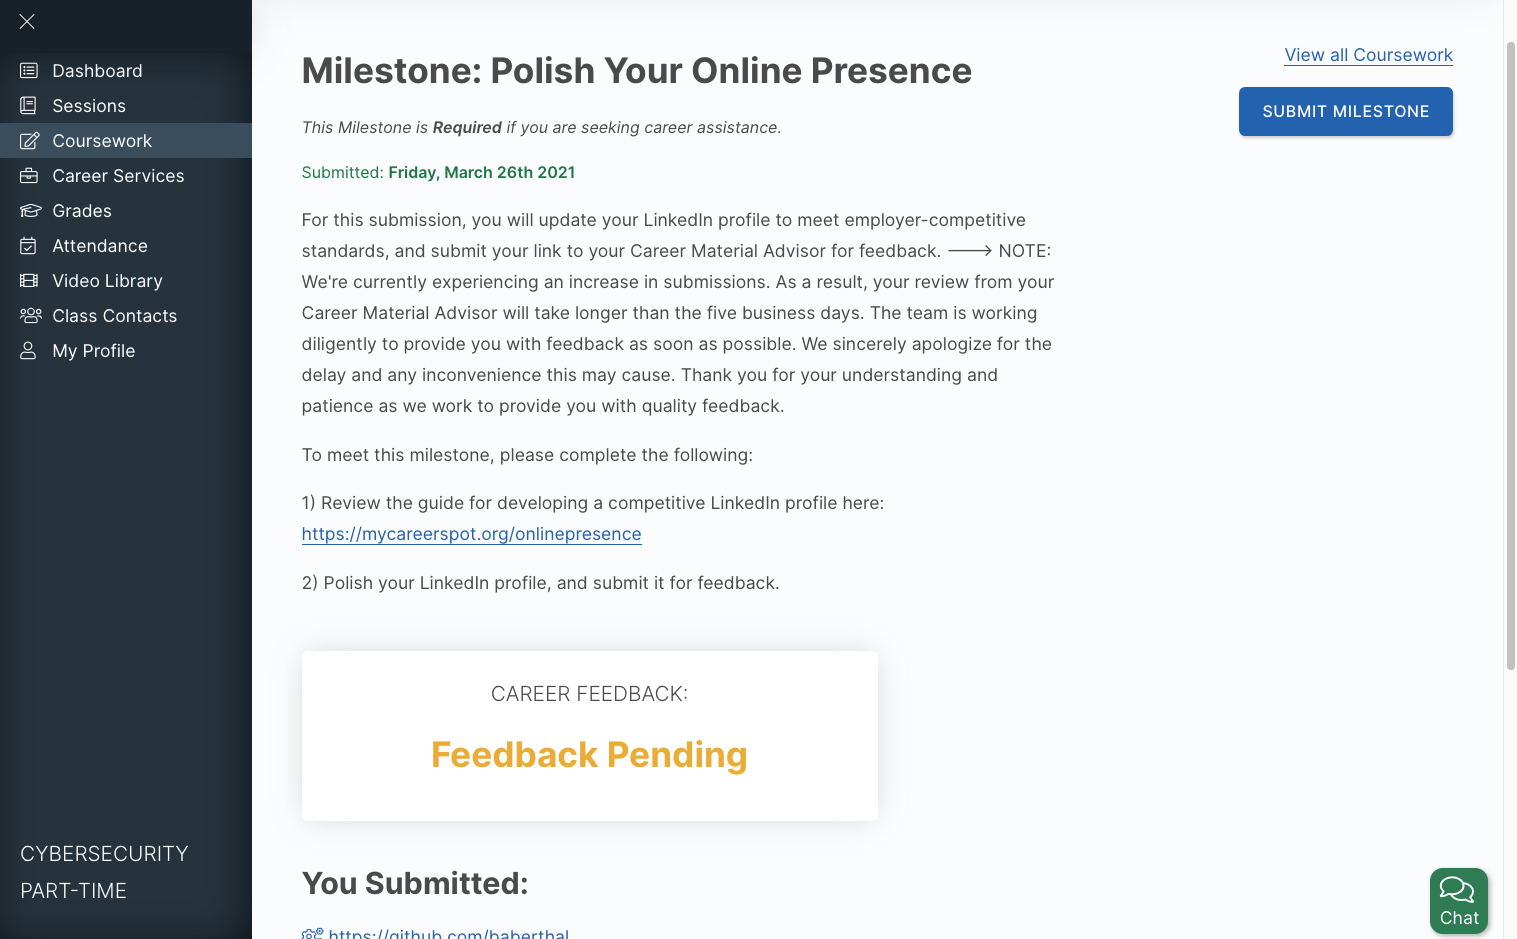 Dashboard
Sessions
Coursework
Career Services
Grades
Attendance
Video Library
Class Contacts
My Profile
CYBERSECURITY
PART-TIME
Milestone: Polish Your Online Presence
View all Coursework
SUBMIT MILESTONE
This Milestone is Required if you are seeking career assistance.
Submitted: Friday, March 26th 2021
For this submission, you will update your LinkedIn profile to meet employer-competitive
standards, and submit your link to your Career Material Advisor for feedback. ---> NOTE:
We're currently experiencing an increase in submissions. As a result, your review from your
Career Material Advisor will take longer than the five business days. The team is working
diligently to provide you with feedback as soon as possible. We sincerely apologize for the
delay and any inconvenience this may cause. Thank you for your understanding and
patience as we work to provide you with quality feedback.
To meet this milestone, please complete the following:
1) Review the guide for developing a competitive LinkedIn profile here:
https://mycareerspot.org/onlinepresence
2) Polish your LinkedIn profile, and submit it for feedback.
CAREER FEEDBACK:
Feedback Pending
You Submitted:
https://github.com/baberthal
Chat